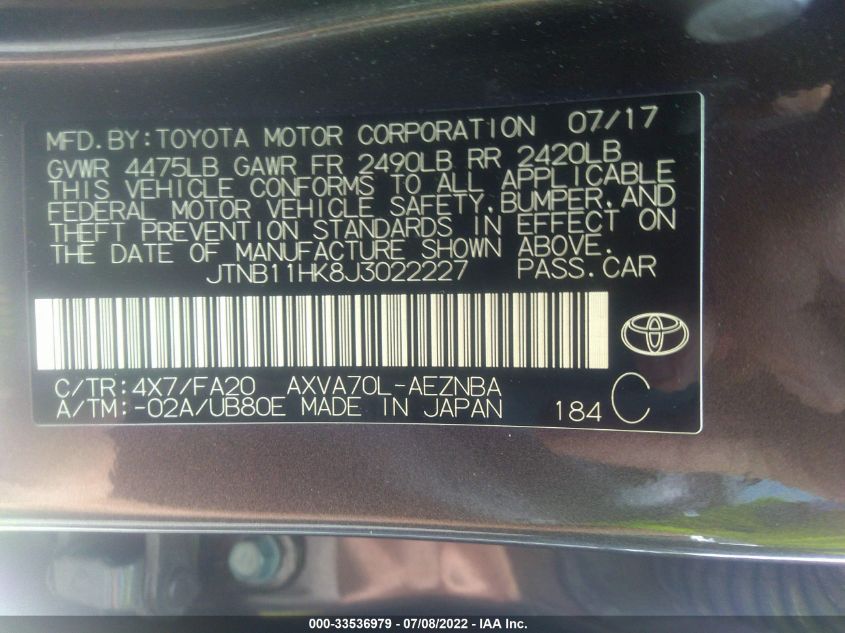 MFD.BY:TOYOTA MOTOR CORPORATION 07/17
GVWR 4475LB GAWR FR 2490LB RR 2420LB
THIS VEHICLE CONFORMS TO ALL APPLICABLE
FEDERAL MOTOR VEHICLE SAFETY,BUMPER,AND
THEFT PREVENTION STANDARDS IN EFFECT ON
THE DATE OF MANUFACTURE SHOWN ABOVE.
JTNB11HK8J3022227 PASS.CAR
C/TR:4X7/FA20 AXVA70L-AEZNBA
A/TM:-02A/UB80E MADE IN JAPAN 184 C
000-33536979 - 07/08/2022 - IAA Inc.